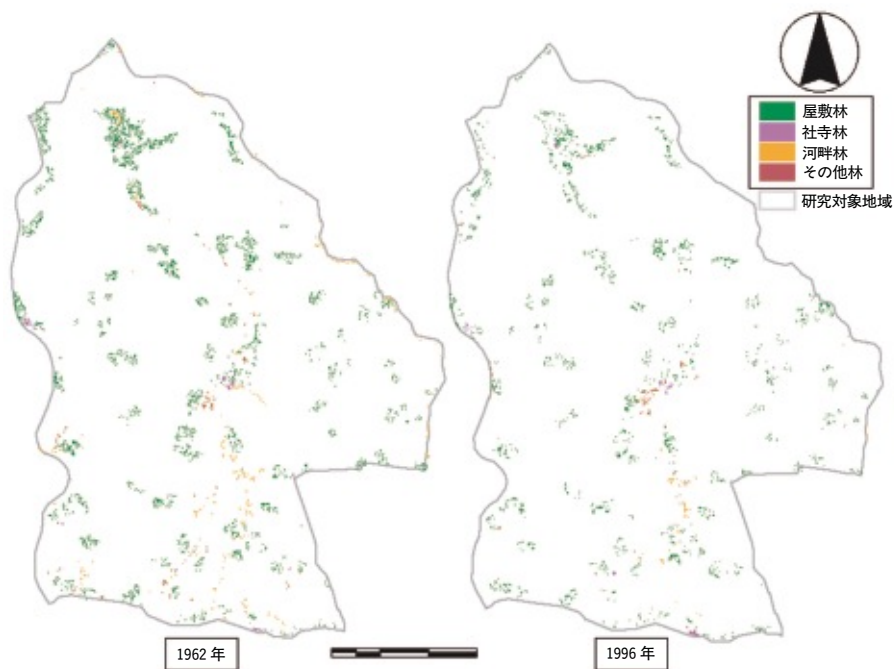 屋敷林
社寺林
河畔林
その他林
研究対象地域
1962 年
1996 年